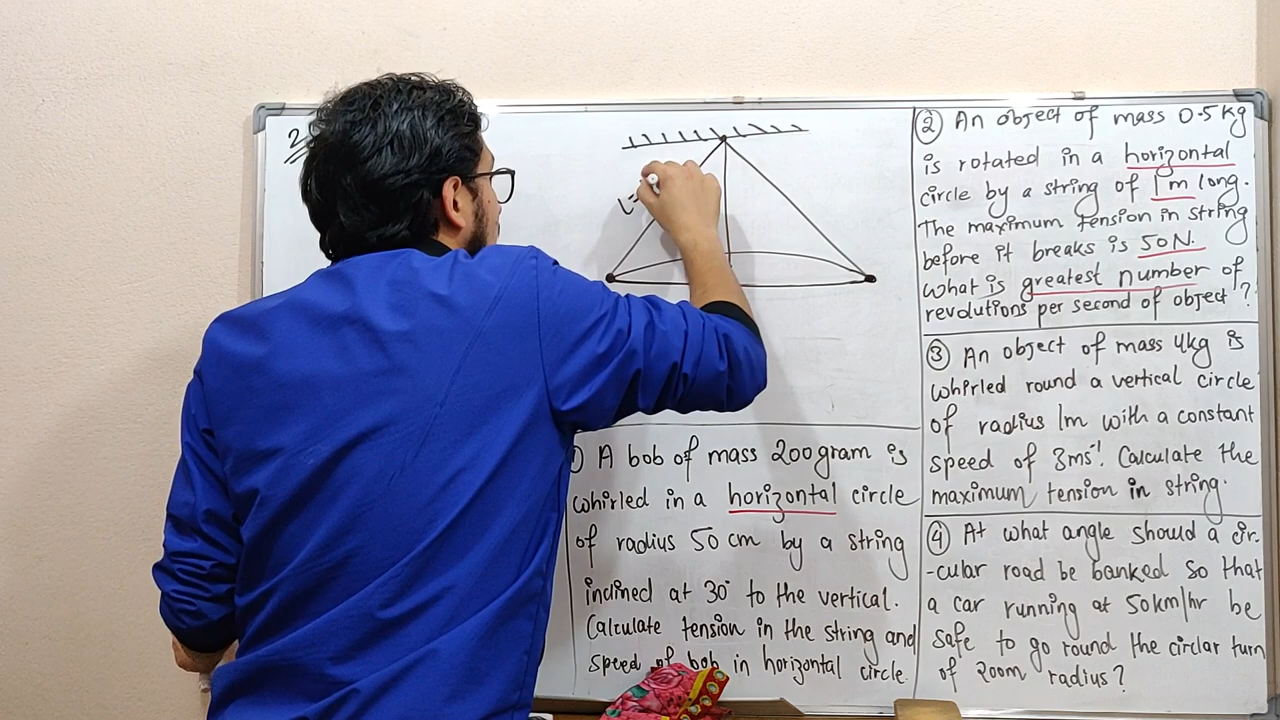 2
l=
① A bob of mass 200gram is
whirled in a horizontal circle
of radius 50 cm by a string
inclined at 30° to the vertical.
Calculate tension in the string and
speed of bob in horizontal circle.
② An object of mass 0.5kg
is rotated in a horizontal
circle by a string of 1m long.
The maximum tension in string
before it breaks is 50N.
what is greatest number of
revolutions per second of object?
③ An object of mass 4kg is
whirled round a vertical circle
of radius 1m with a constant
speed of 3ms⁻¹. Calculate the
maximum tension in string.
④ At what angle should a cir-
-cular road be banked so that
a car running at 50km/hr be
safe to go round the circlar turn
of 200m radius?